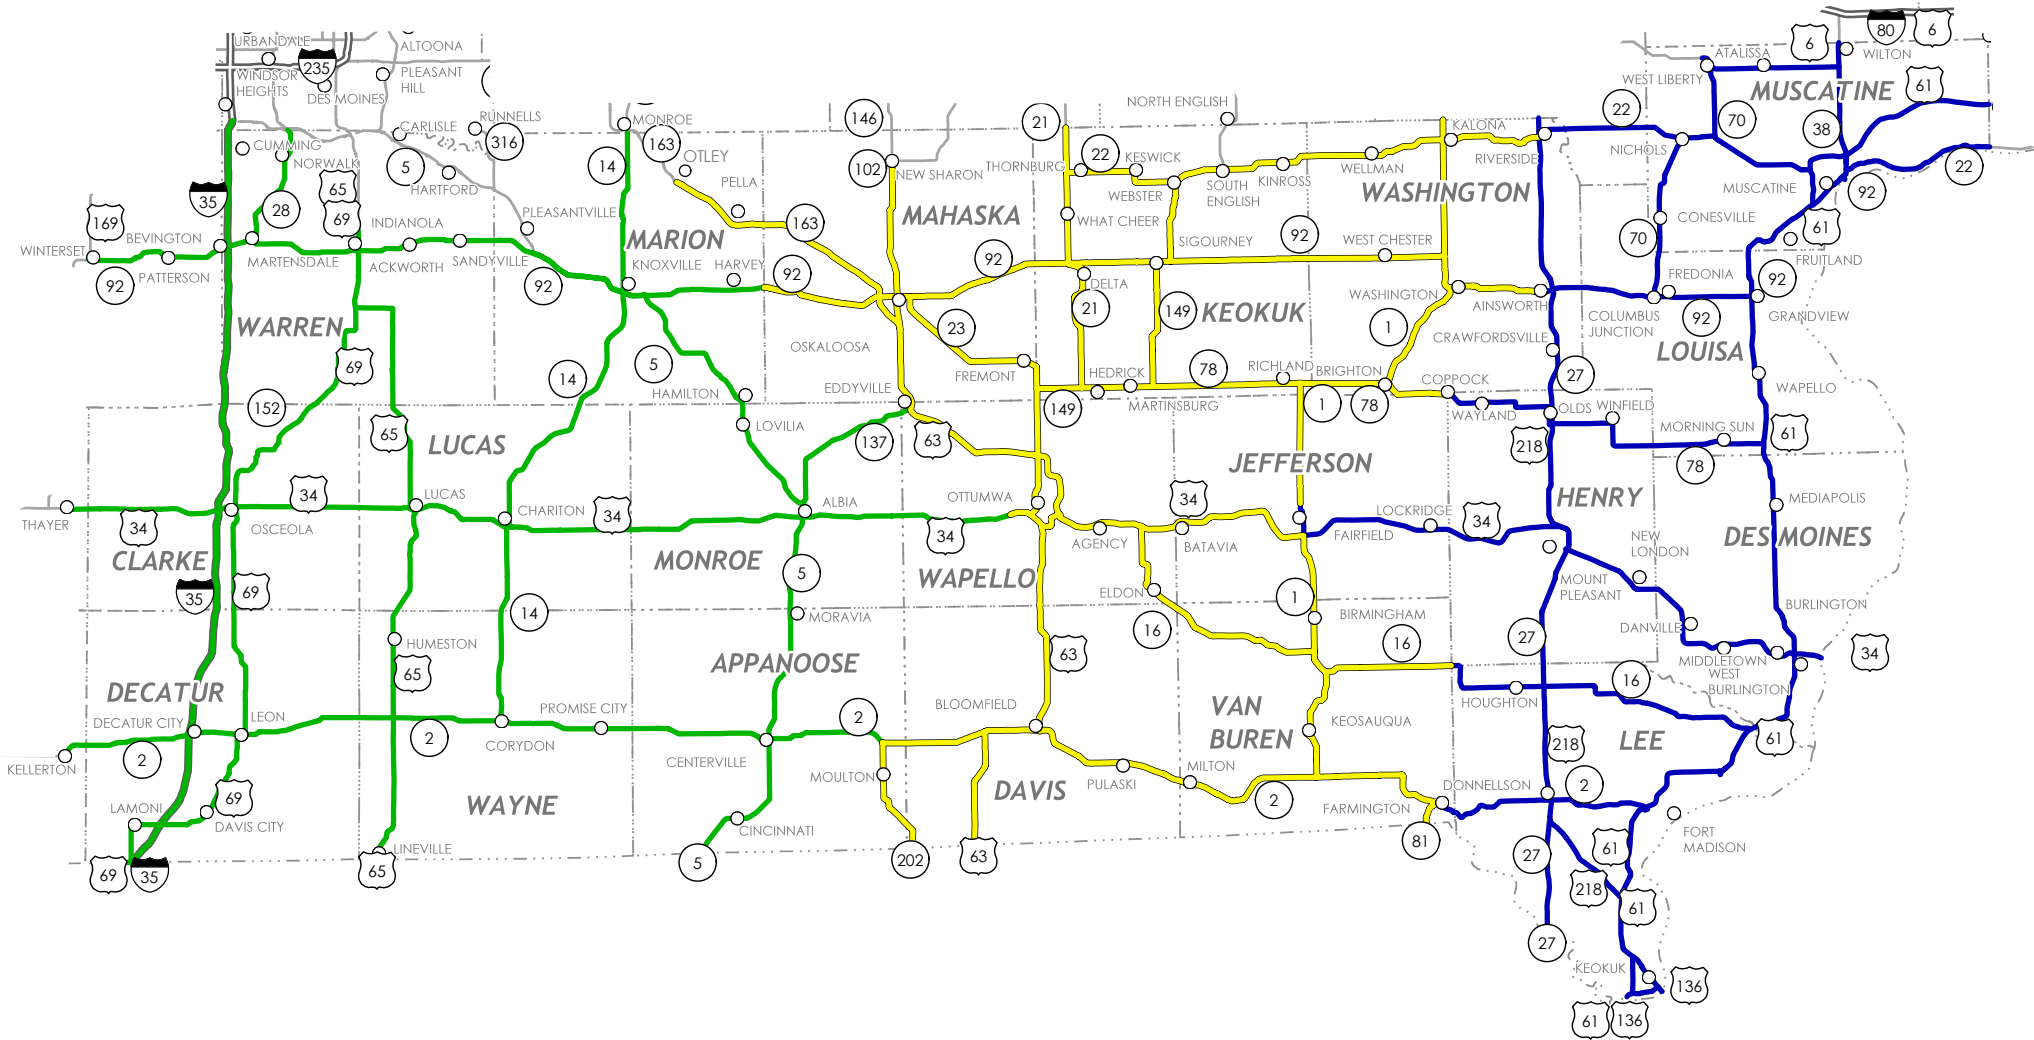 URBANDALE
ALTOONA
235
WINDSOR
HEIGHTS
PLEASANT
HILL
DES MOINES
RUNNELLS
CARLISLE
316
CUMMING
NORWALK
5
HARTFORD
35
28
65
69
169
WINTERSET
BEVINGTON
INDIANOLA
PLEASANTVILLE
MARTENSDALE
ACKWORTH
SANDYVILLE
92
PATTERSON
92
WARREN
69
152
65
MONROE
14
163
OTLEY
PELLA
163
MARION
KNOXVILLE
HARVEY
92
14
5
HAMILTON
LOVILIA
146
102
NEW SHARON
MAHASKA
92
23
OSKALOOSA
FREMONT
EDDYVILLE
137
63
21
NORTH ENGLISH
THORNBURG
22
KESWICK
WEBSTER
SOUTH
ENGLISH
KINROSS
WELLMAN
WHAT CHEER
SIGOURNEY
92
WEST CHESTER
DELTA
21
149
KEOKUK
HEDRICK
78
RICHLAND
BRIGHTON
149
MARTINSBURG
1
78
KALONA
RIVERSIDE
WASHINGTON
WASHINGTON
AINSWORTH
1
CRAWFORDSVILLE
COPPOCK
WAYLAND
27
OLDS
WINFIELD
218
80
6
6
WILTON
ATALISSA
WEST LIBERTY
MUSCATINE
61
22
70
38
NICHOLS
MUSCATINE
92
22
CONESVILLE
61
70
FRUITLAND
FREDONIA
92
COLUMBUS
JUNCTION
92
GRANDVIEW
LOUISA
WAPELLO
MORNING SUN
61
78
LUCAS
34
LUCAS
THAYER
34
OSCEOLA
CHARITON
34
ALBIA
CLARKE
35
69
MONROE
5
14
MORAVIA
HUMESTON
65
APPANOOSE
DECATUR
DECATUR CITY
LEON
2
2
KELLERTON
CORYDON
PROMISE CITY
2
CENTERVILLE
LAMONI
69
DAVIS CITY
WAYNE
MOULTON
CINCINNATI
LINEVILLE
69
35
65
5
202
63
JEFFERSON
OTTUMWA
34
34
AGENCY
BATAVIA
WAPELLO
ELDON
16
1
BIRMINGHAM
16
63
BLOOMFIELD
VAN
BUREN
KEOSAUQUA
DAVIS
PULASKI
MILTON
2
FARMINGTON
81
HENRY
MEDIAPOLIS
LOCKRIDGE
34
FAIRFIELD
DES MOINES
NEW
LONDON
MOUNT
PLEASANT
BURLINGTON
27
DANVILLE
MIDDLETOWN
WEST
BURLINGTON
34
16
HOUGHTON
218
LEE
61
DONNELLSON
2
FORT
MADISON
27
61
218
61
27
KEOKUK
136
61
136